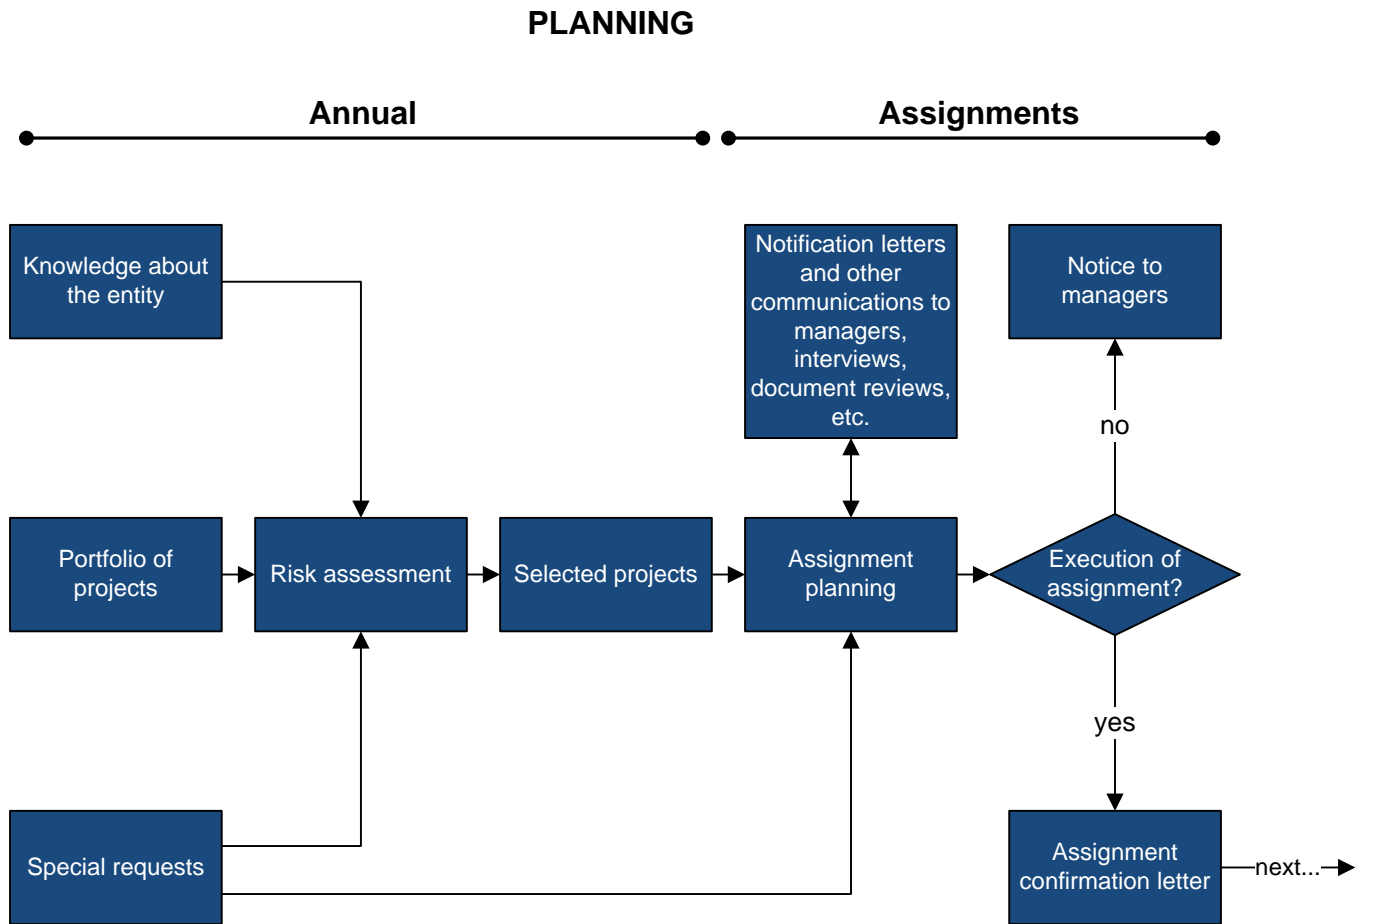 PLANNING
Annual
Assignments
Knowledge about
the entity
Notification letters
and other
communications to
managers,
interviews,
document reviews,
etc.
Notice to
managers
no
Portfolio of
projects
Risk assessment
Selected projects
Assignment
planning
Execution of
assignment?
yes
Special requests
Assignment
confirmation letter
next...